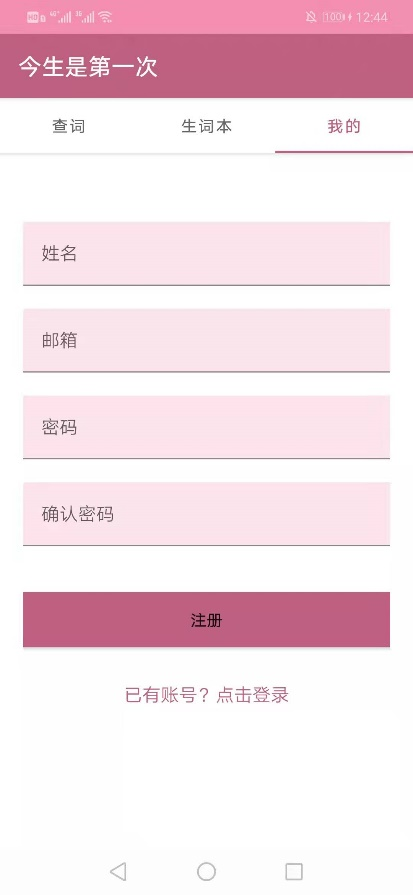 12:44
今生是第一次
查词 生词本 我的
姓名
邮箱
密码
确认密码
注册
已有账号？点击登录